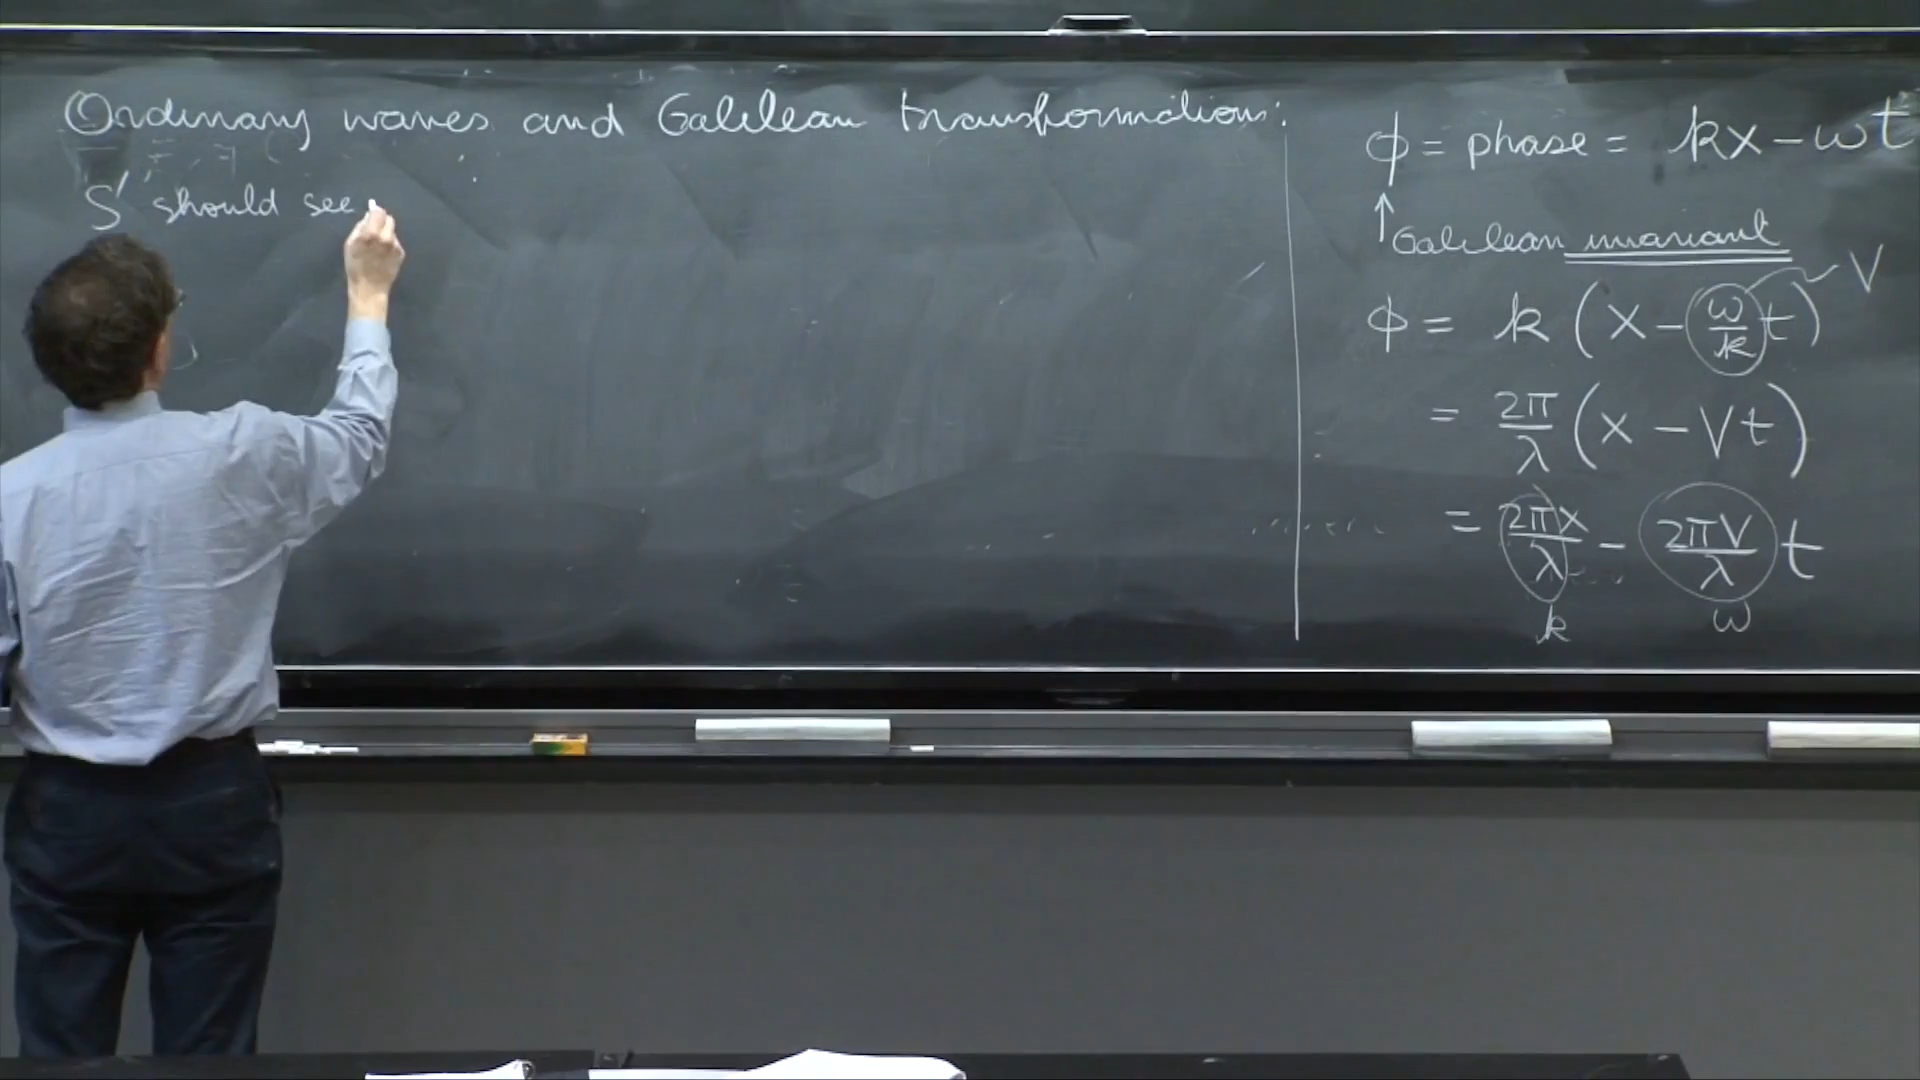 Ordinary waves and Galilean transformations:
S' should see
ϕ = phase = kx - ωt
↑ Galilean invariant
ϕ = k (x - ω/k t) V
= 2π/λ (x - Vt)
= 2πx/λ - 2πV/λ t
k ω